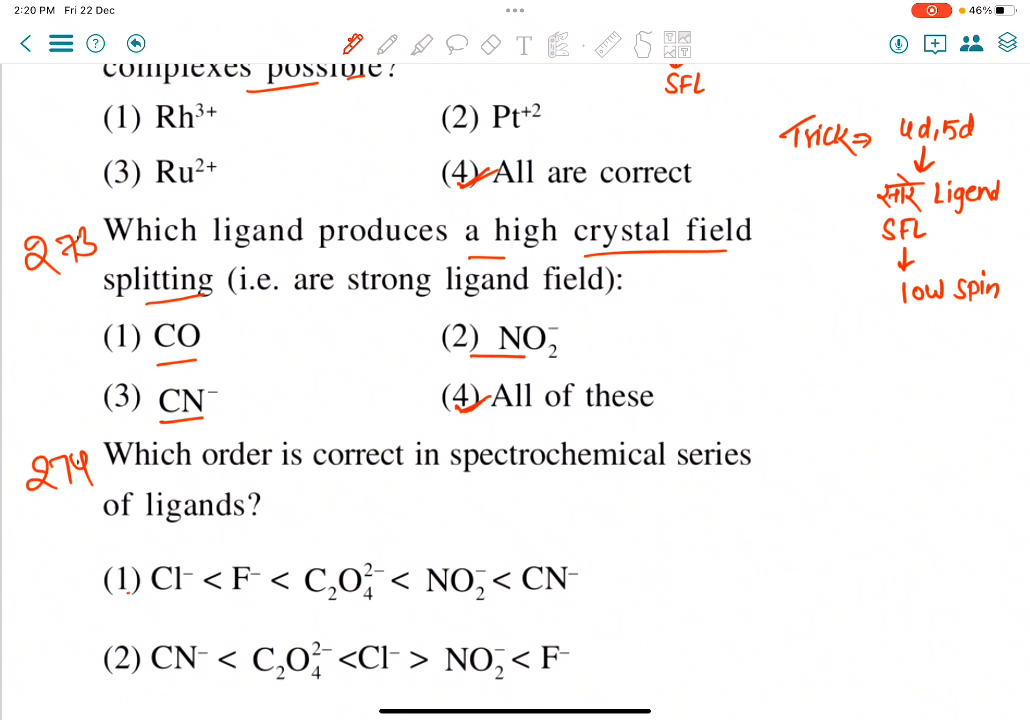 2:20 PM Fri 22 Dec
46%
complexes possible?
SFL
(1) Rh³⁺ (2) Pt⁺²
Trick ⇒ 4d,5d
(3) Ru²⁺ (4) All are correct
सारे Ligend
SFL
low spin
273 Which ligand produces a high crystal field
splitting (i.e. are strong ligand field):
(1) CO (2) NO₂⁻
(3) CN⁻ (4) All of these
274 Which order is correct in spectrochemical series
of ligands?
(1) Cl⁻ < F⁻ < C₂O₄²⁻ < NO₂⁻ < CN⁻
(2) CN⁻ < C₂O₄²⁻ <Cl⁻ > NO₂⁻ < F⁻